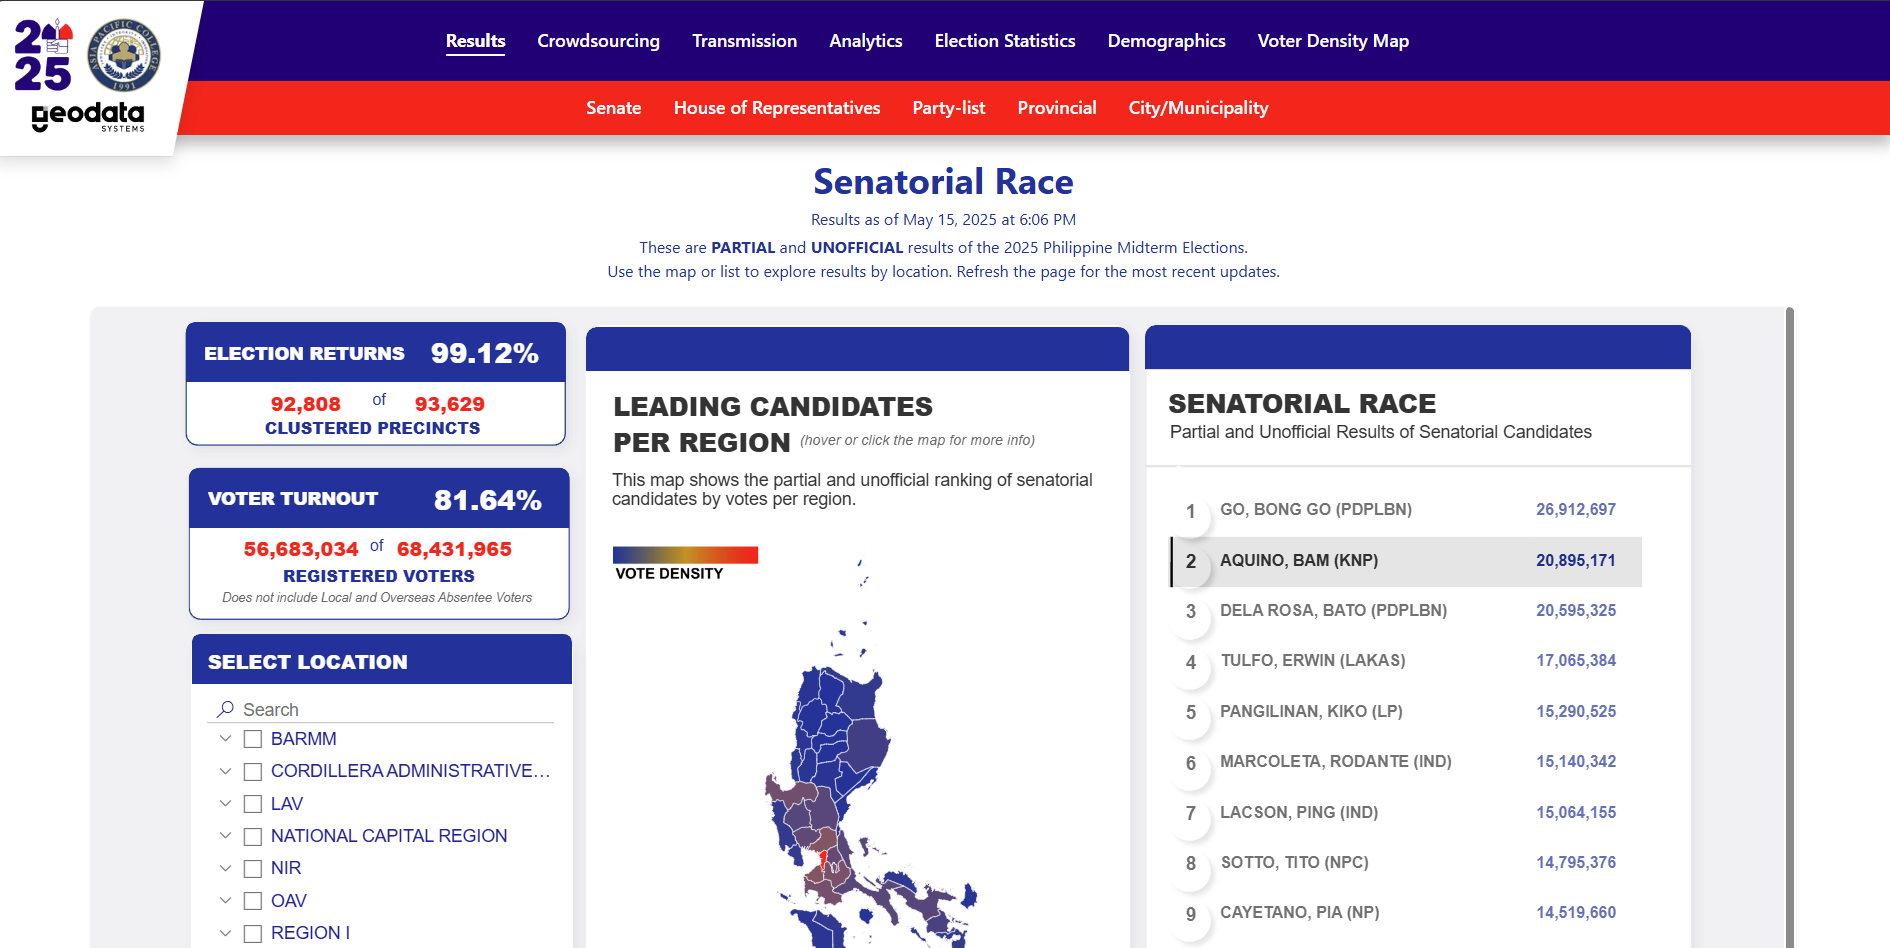 2025
ASIA PACIFIC COLLEGE
1991
geodata
SYSTEMS
Results
Crowdsourcing
Transmission
Analytics
Election Statistics
Demographics
Voter Density Map
Senate
House of Representatives
Party-list
Provincial
City/Municipality
Senatorial Race
Results as of May 15, 2025 at 6:06 PM
These are PARTIAL and UNOFFICIAL results of the 2025 Philippine Midterm Elections.
Use the map or list to explore results by location. Refresh the page for the most recent updates.
ELECTION RETURNS 99.12%
92,808 of 93,629
CLUSTERED PRECINCTS
VOTER TURNOUT 81.64%
56,683,034 of 68,431,965
REGISTERED VOTERS
Does not include Local and Overseas Absentee Voters
SELECT LOCATION
Search
BARMM
CORDILLERA ADMINISTRATIVE...
LAV
NATIONAL CAPITAL REGION
NIR
OAV
REGION I
LEADING CANDIDATES
PER REGION (hover or click the map for more info)
This map shows the partial and unofficial ranking of senatorial
candidates by votes per region.
VOTE DENSITY
SENATORIAL RACE
Partial and Unofficial Results of Senatorial Candidates
1 GO, BONG GO (PDPLBN) 26,912,697
2 AQUINO, BAM (KNP) 20,895,171
3 DELA ROSA, BATO (PDPLBN) 20,595,325
4 TULFO, ERWIN (LAKAS) 17,065,384
5 PANGILINAN, KIKO (LP) 15,290,525
6 MARCOLETA, RODANTE (IND) 15,140,342
7 LACSON, PING (IND) 15,064,155
8 SOTTO, TITO (NPC) 14,795,376
9 CAYETANO, PIA (NP) 14,519,660